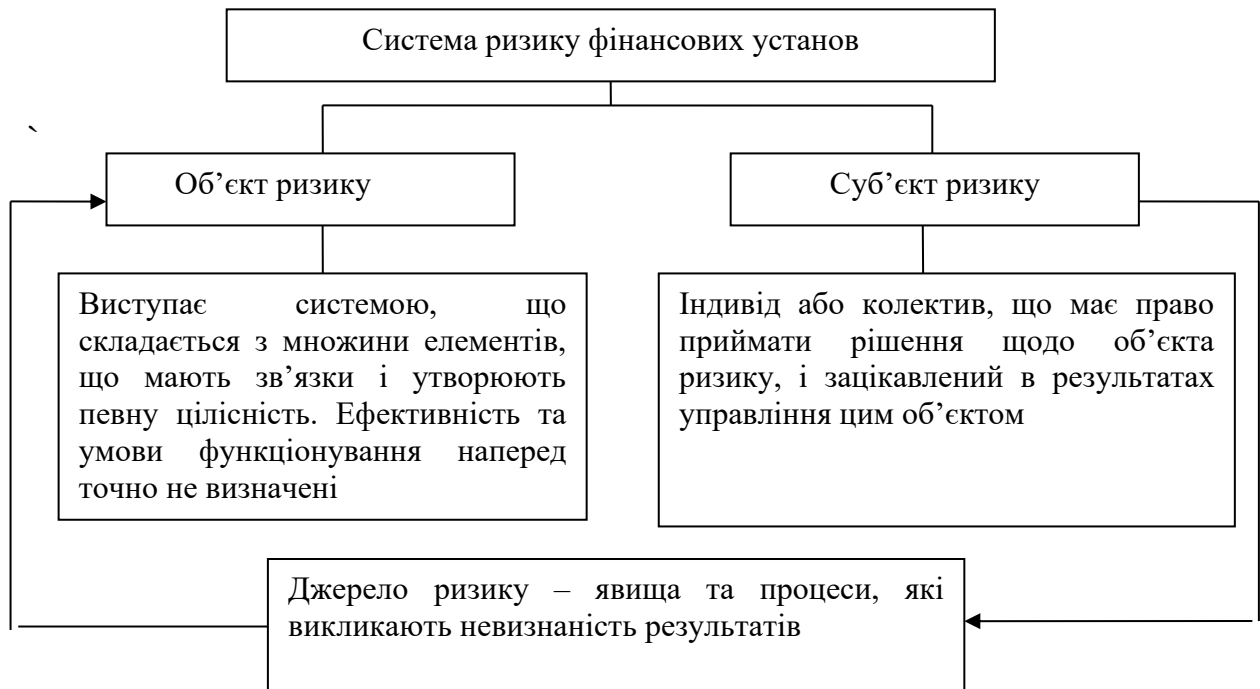 Система ризику фінансових установ
`
Об’єкт ризику
Суб’єкт ризику
Виступає системою, що
складається з множини елементів,
що мають зв’язки і утворюють
певну цілісність. Ефективність та
умови функціонування наперед
точно не визначені
Індивід або колектив, що має право
приймати рішення щодо об’єкта
ризику, і зацікавлений в результатах
управління цим об’єктом
Джерело ризику – явища та процеси, які
викликають невизнаність результатів